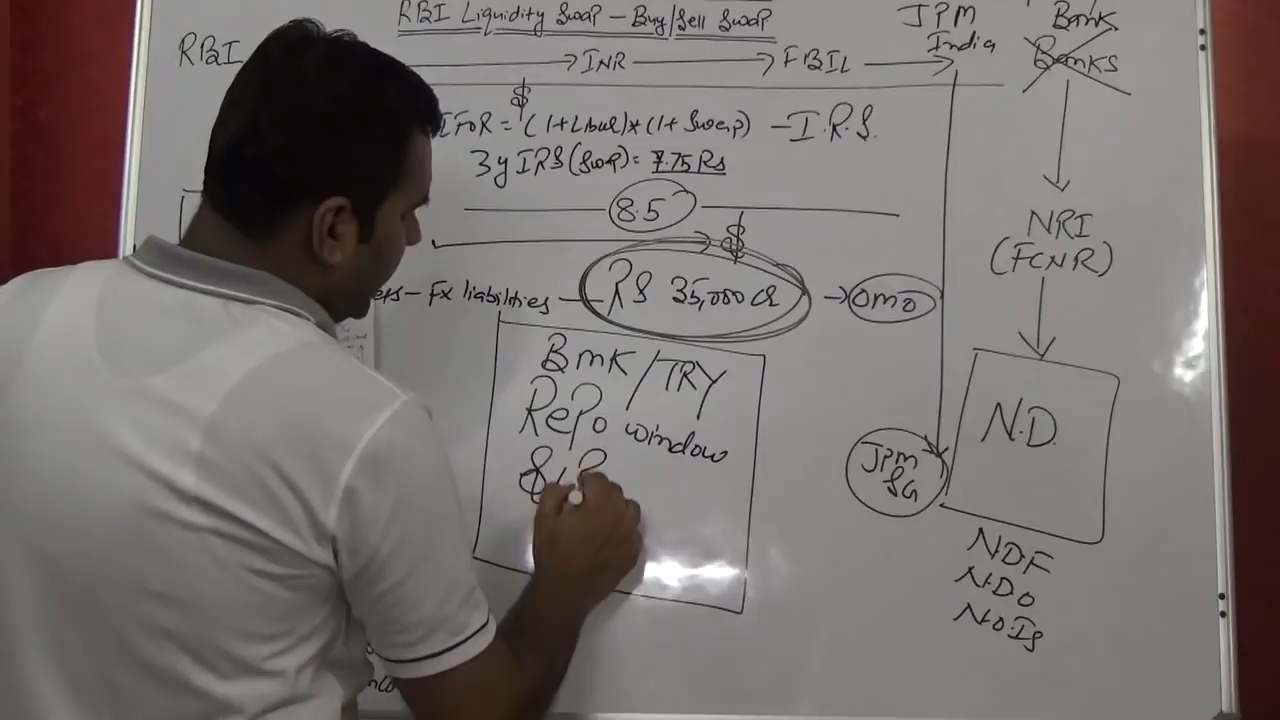 RBI Liquidity Swap - Buy/Sell Swap
JPM
India
Bank
Banks
RBI
INR
FBIL
$
IFOR = (1+Libor)*(1+Swap) - I.R.S.
3y IRS (Swap) = 7.75 Rs
8.5
$
- FX liabilities
RS 35,000 cr
OMO
NRI
(FCNR)
BMK/TRY
RePo window
N.D.
JPM
SG
NDF
NDO